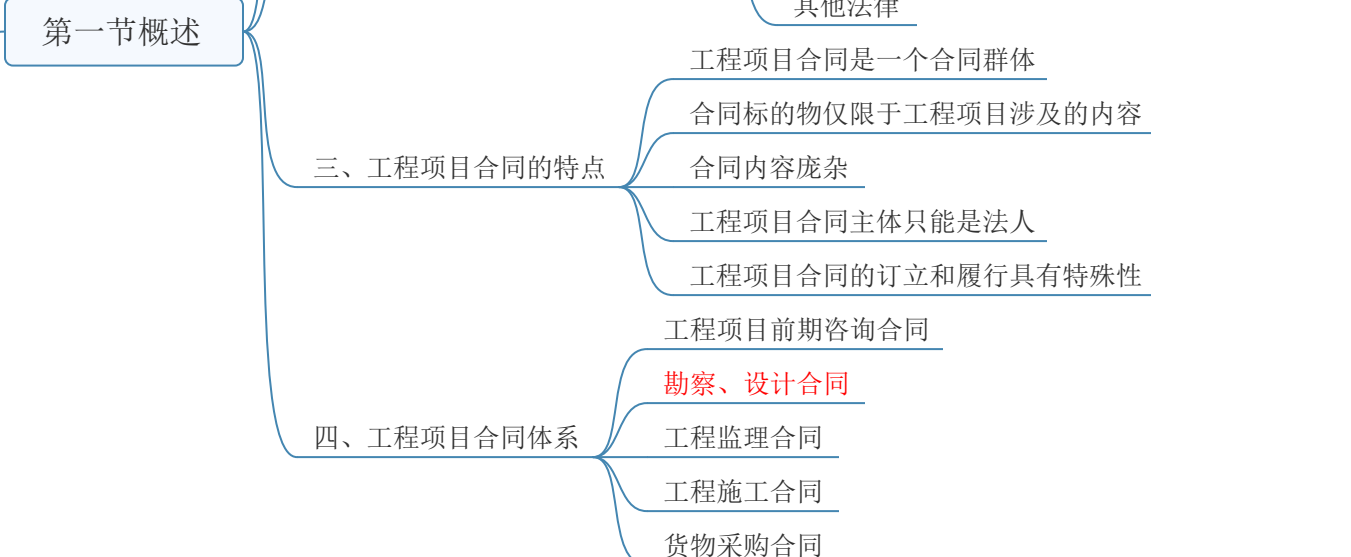 其他法律
第一节概述
工程项目合同是一个合同群体
合同标的物仅限于工程项目涉及的内容
三、工程项目合同的特点
合同内容庞杂
工程项目合同主体只能是法人
工程项目合同的订立和履行具有特殊性
工程项目前期咨询合同
勘察、设计合同
四、工程项目合同体系
工程监理合同
工程施工合同
货物采购合同